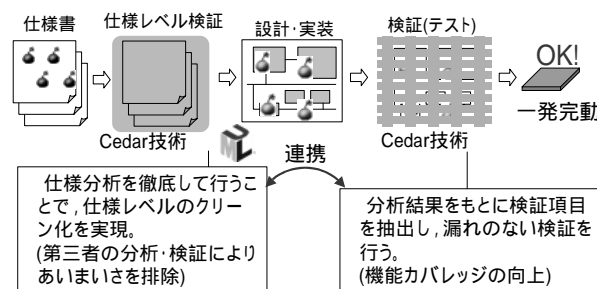 仕様書
仕様レベル検証
設計・実装
検証(テスト)
OK!
一発完動
Cedar技術
UML
連携
Cedar技術
仕様分析を徹底して行うこ
とで,仕様レベルのクリー
ン化を実現。
(第三者の分析・検証により
あいまいさを排除)
分析結果をもとに検証項目
を抽出し,漏れのない検証を
行う。
(機能カバレッジの向上)